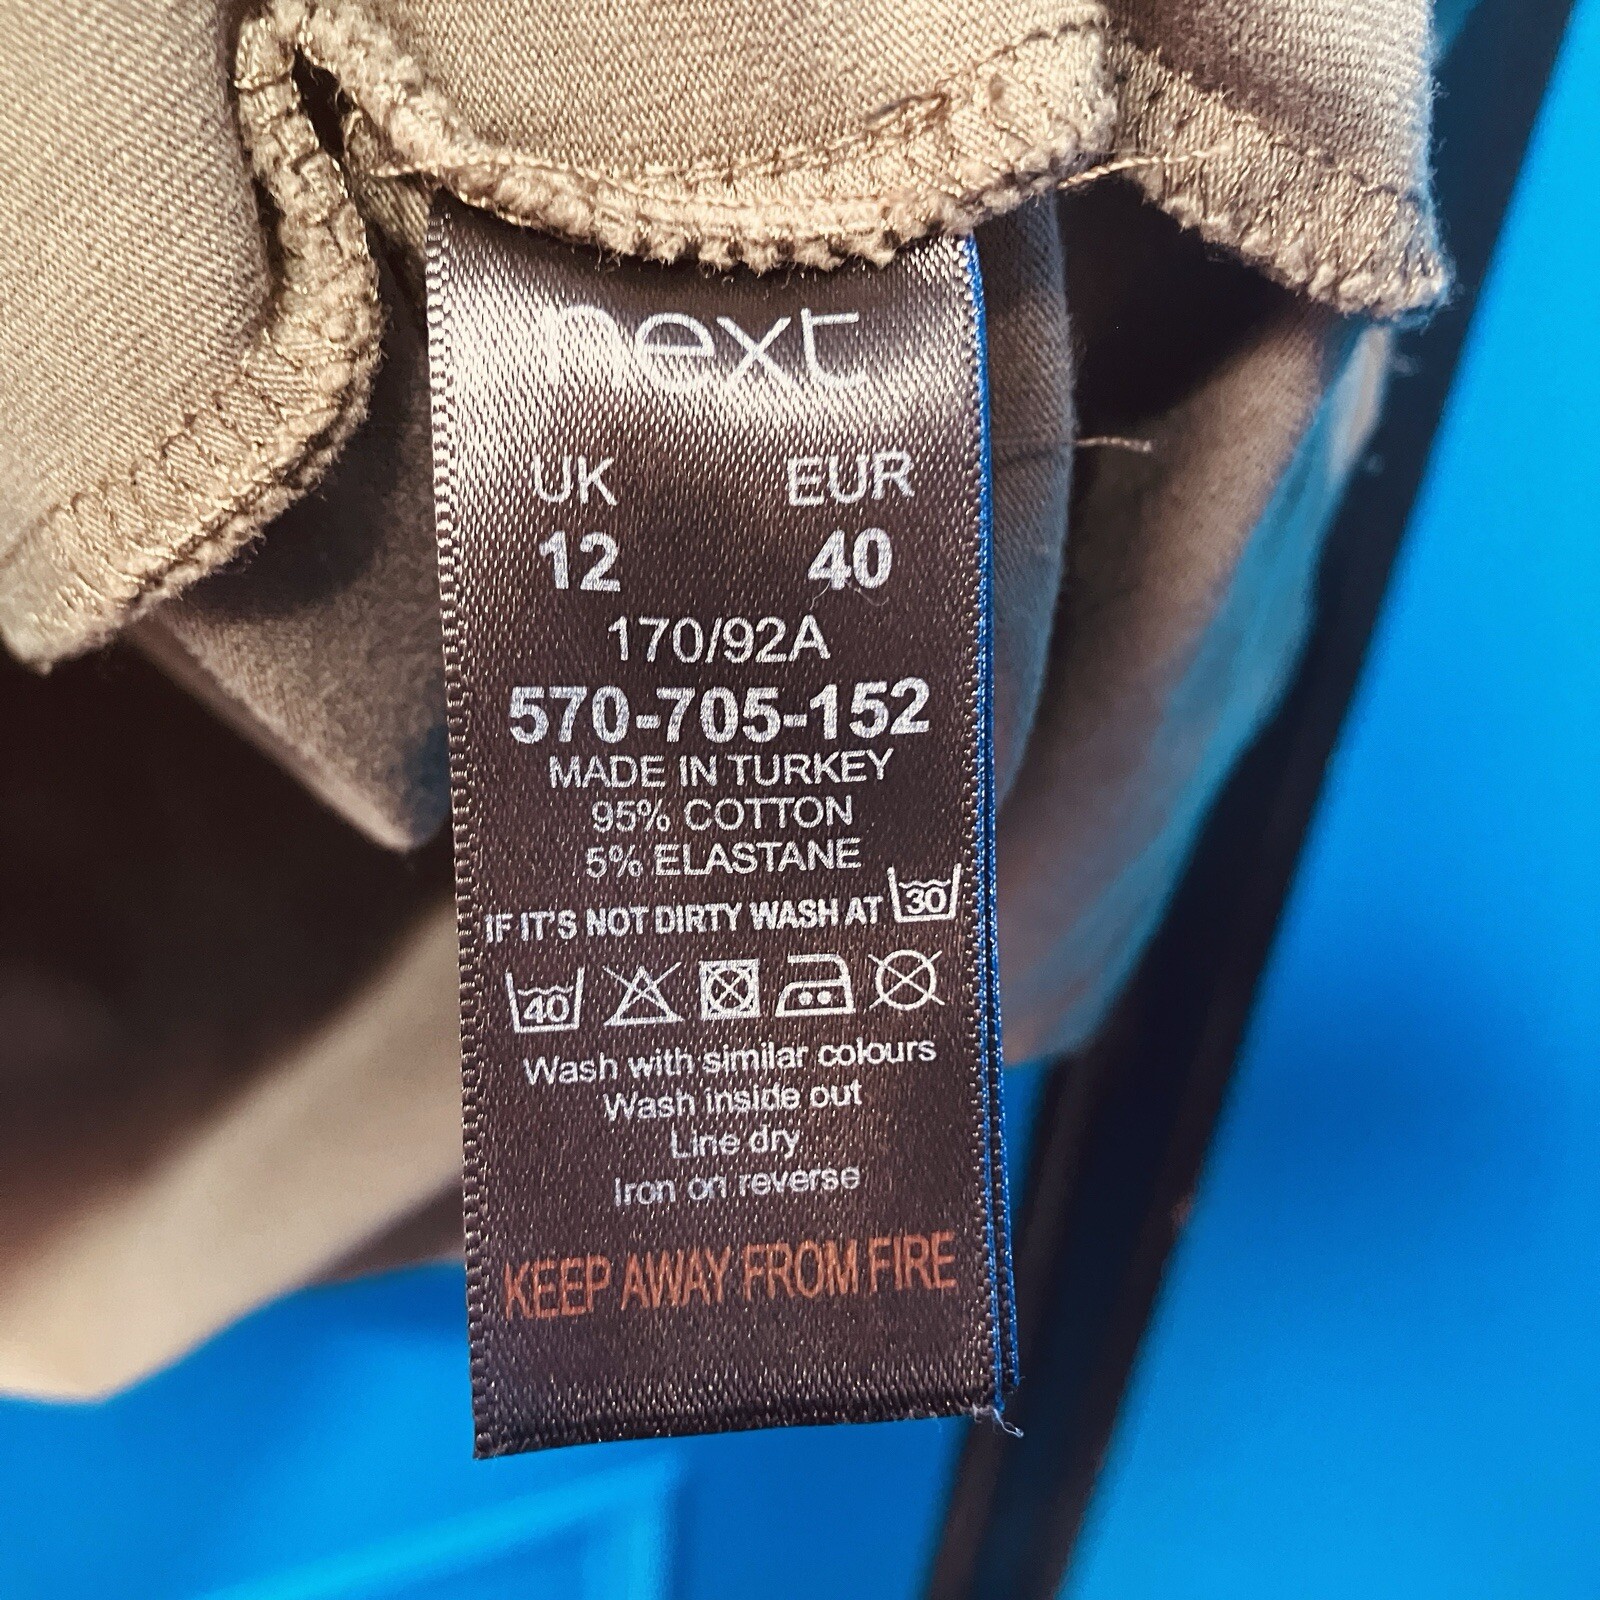 next
UK EUR
12 40
170/92A
570-705-152
MADE IN TURKEY
95% COTTON
5% ELASTANE
IF IT'S NOT DIRTY WASH AT 30
40
Wash with similar colours
Wash inside out
Line dry
Iron on reverse
KEEP AWAY FROM FIRE